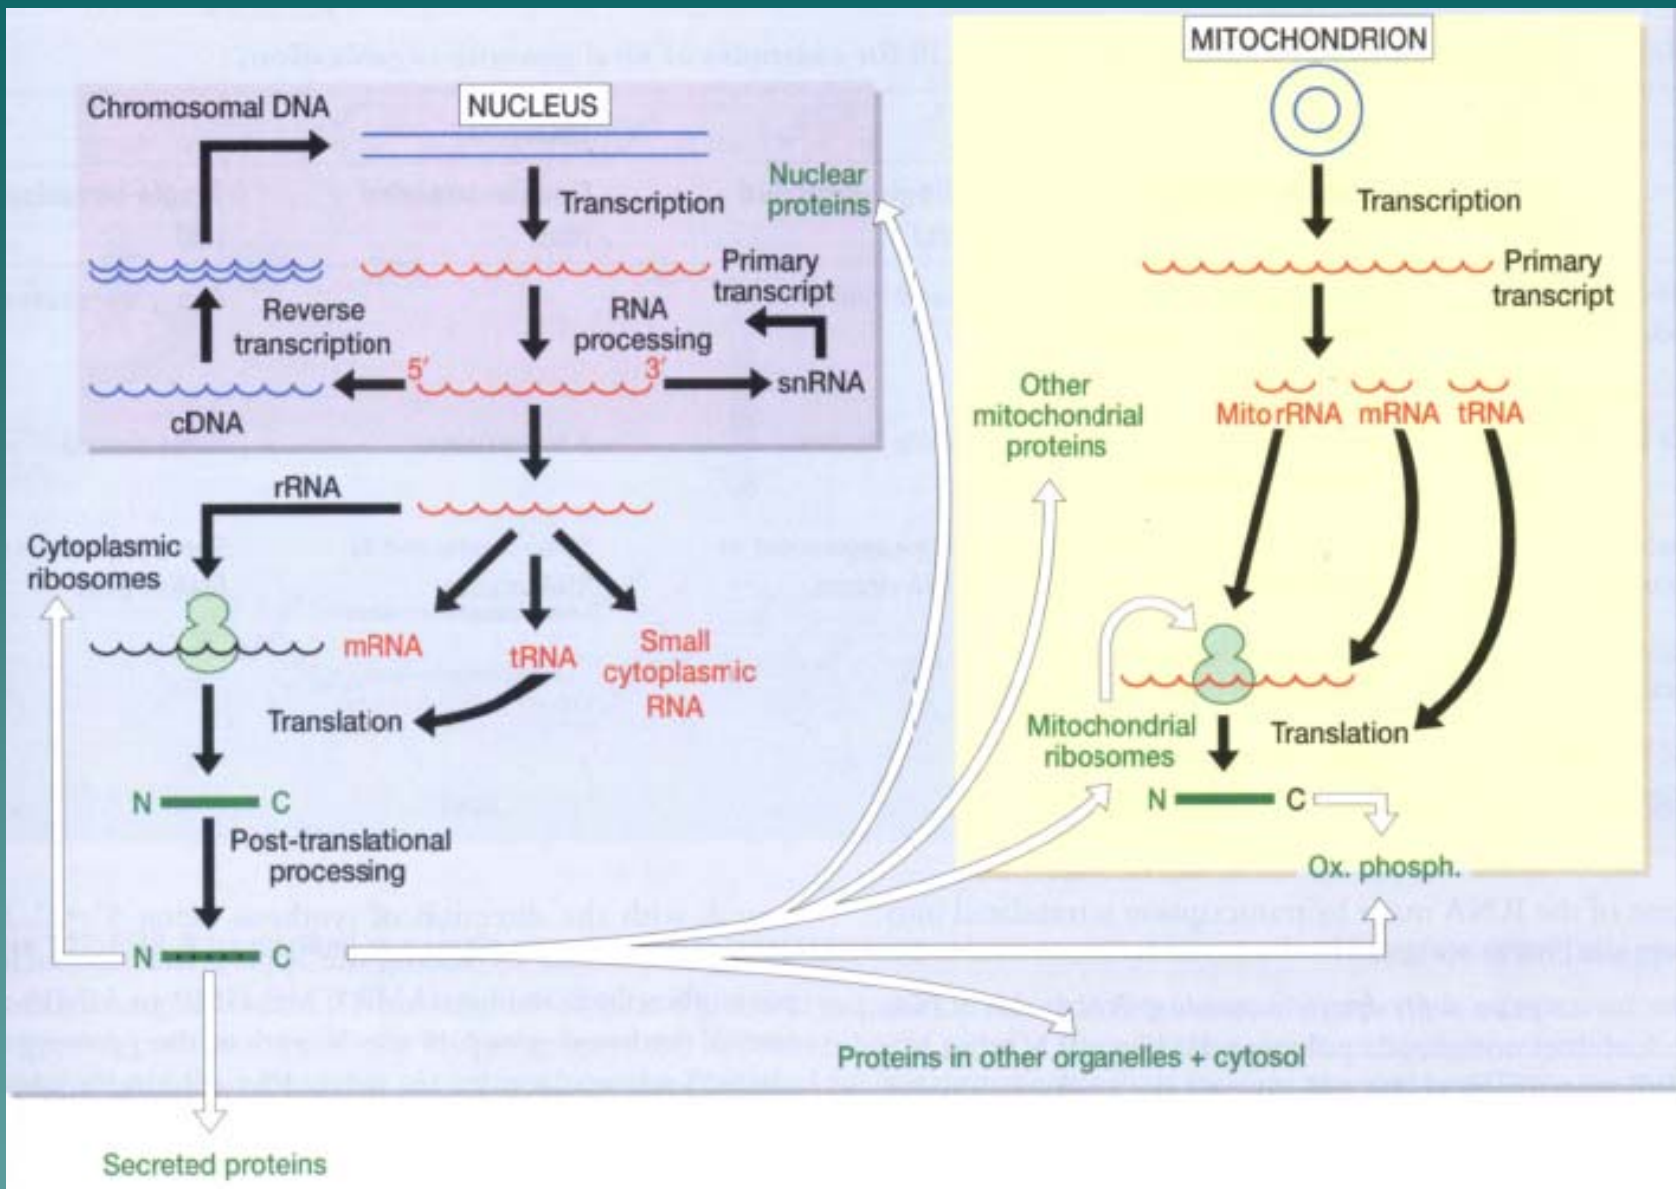 MITOCHONDRION
Chromosomal DNA
NUCLEUS
Nuclear
proteins
Transcription
Transcription
Primary
transcript
Primary
transcript
Reverse
transcription
RNA
processing
5′
3′
snRNA
cDNA
Other
mitochondrial
proteins
Mito rRNA mRNA tRNA
rRNA
Cytoplasmic
ribosomes
mRNA
tRNA
Small
cytoplasmic
RNA
Translation
Mitochondrial
ribosomes
Translation
N C
N C
Post-translational
processing
Ox. phosph.
N C
Proteins in other organelles + cytosol
Secreted proteins